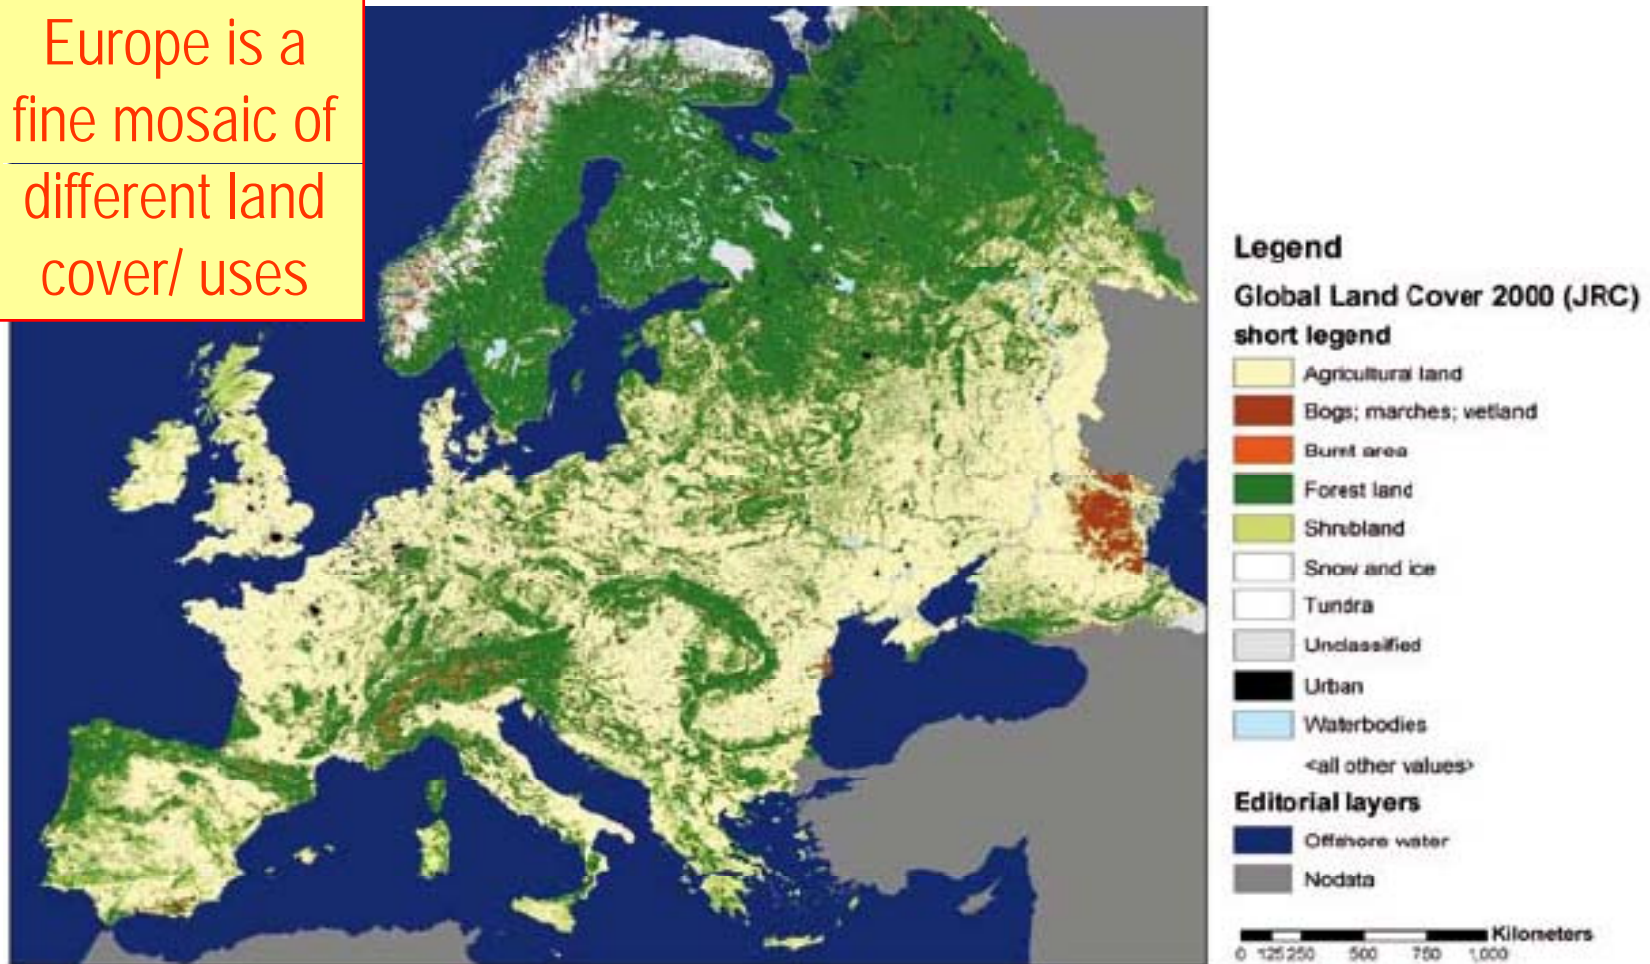 Europe is a
fine mosaic of
different land
cover/ uses
Legend
Global Land Cover 2000 (JRC)
short legend
Agricultural land
Bogs; marches; wetland
Burnt area
Forest land
Shrubland
Snow and ice
Tundra
Unclassified
Urban
Waterbodies
<all other values>
Editorial layers
Offshore water
Nodata
Kilometers
0 125 250 500 750 1,000